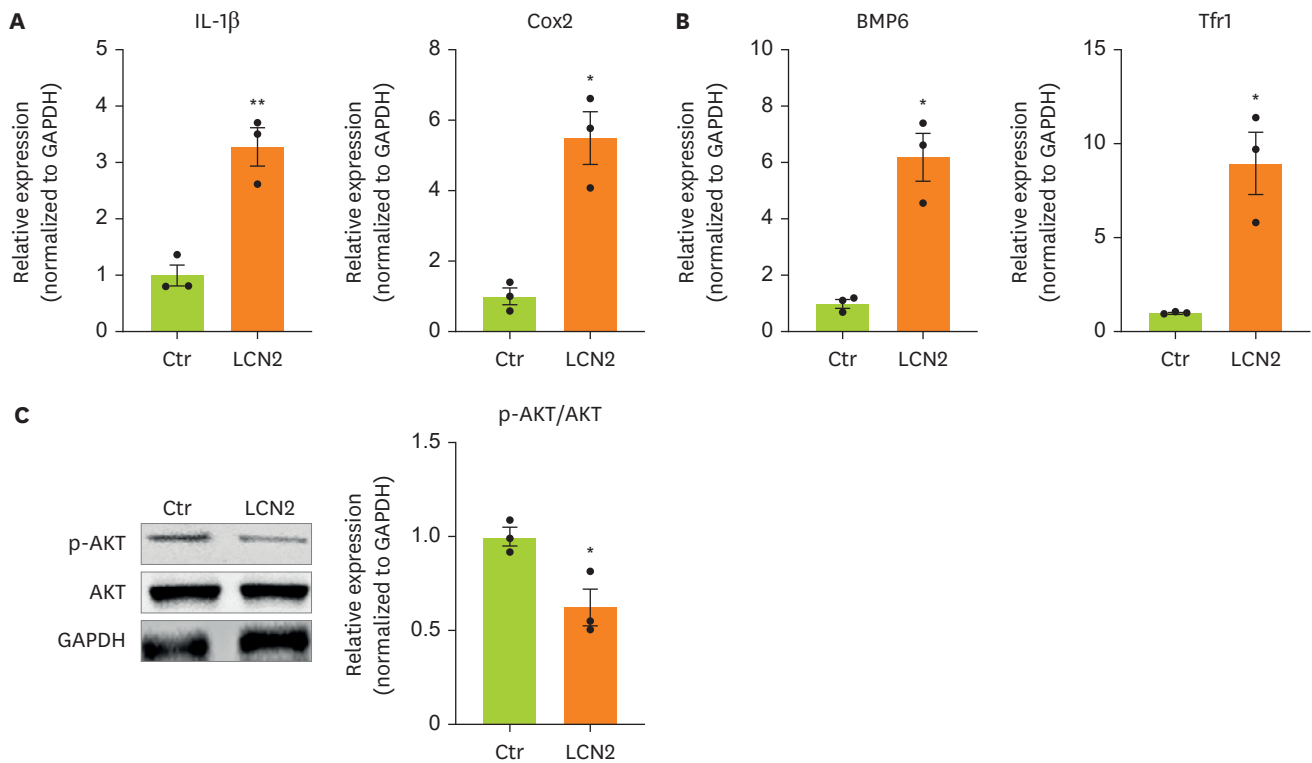 A
IL-1β
Relative expression
(normalized to GAPDH)
5
4
3
2
1
0
**
Ctr
LCN2
Cox2
Relative expression
(normalized to GAPDH)
8
6
4
2
0
*
Ctr
LCN2
B
BMP6
Relative expression
(normalized to GAPDH)
10
8
6
4
2
0
*
Ctr
LCN2
Tfr1
Relative expression
(normalized to GAPDH)
15
10
5
0
*
Ctr
LCN2
C
Ctr
LCN2
p-AKT
AKT
GAPDH
p-AKT/AKT
Relative expression
(normalized to GAPDH)
1.5
1.0
0.5
0
*
Ctr
LCN2